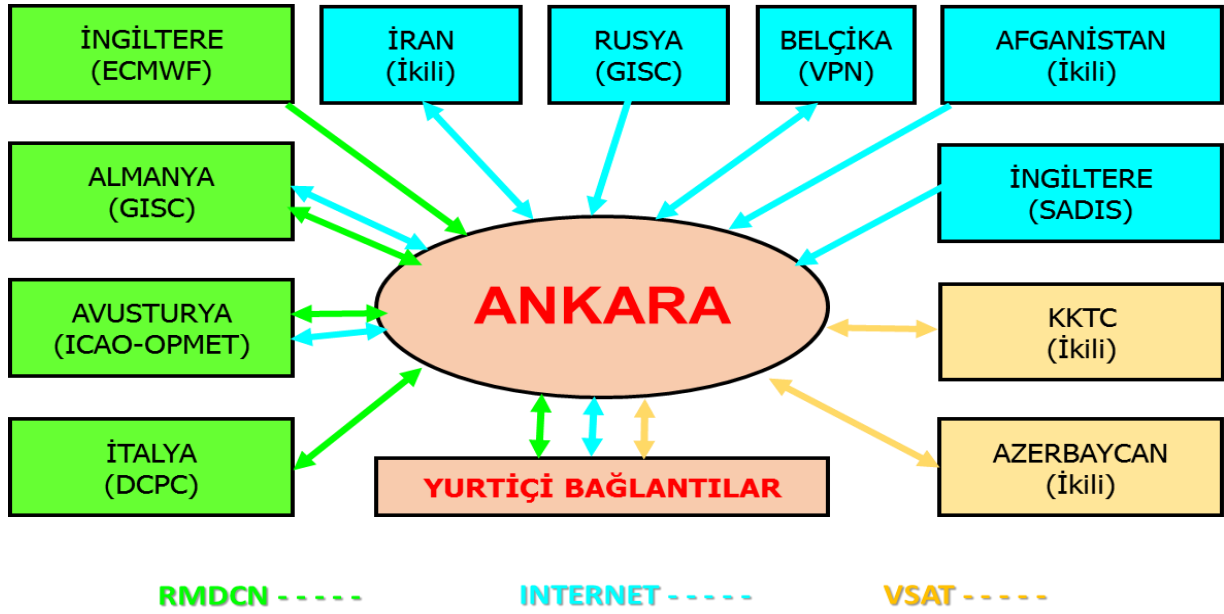 İNGİLTERE
(ECMWF)
İRAN
(İkili)
RUSYA
(GISC)
BELÇİKA
(VPN)
AFGANİSTAN
(İkili)
ALMANYA
(GISC)
İNGİLTERE
(SADIS)
ANKARA
AVUSTURYA
(ICAO-OPMET)
KKTC
(İkili)
İTALYA
(DCPC)
YURTİÇİ BAĞLANTILAR
AZERBAYCAN
(İkili)
RMDCN - - - - -
INTERNET - - - - -
VSAT - - - - -